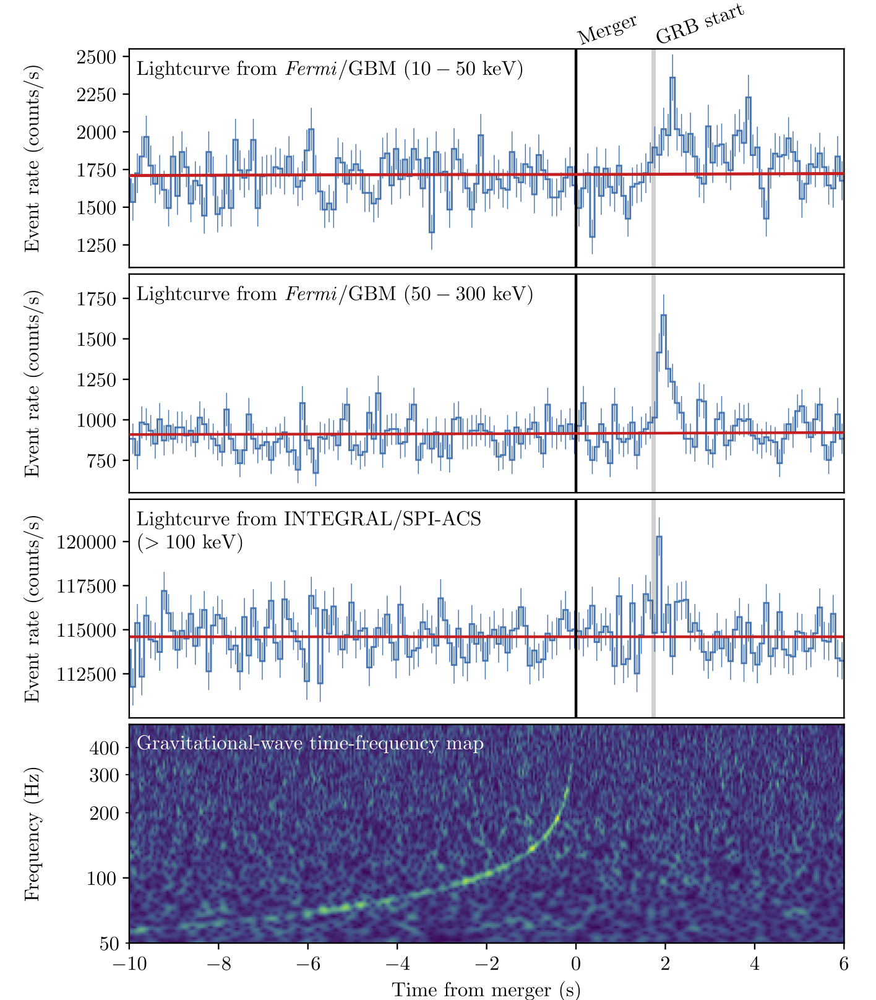 Merger
GRB start
Lightcurve from Fermi/GBM (10 – 50 keV)
Event rate (counts/s)
2500
2250
2000
1750
1500
1250
Lightcurve from Fermi/GBM (50 – 300 keV)
Event rate (counts/s)
1750
1500
1250
1000
750
Lightcurve from INTEGRAL/SPI-ACS
(> 100 keV)
Event rate (counts/s)
120000
117500
115000
112500
Gravitational-wave time-frequency map
Frequency (Hz)
400
300
200
100
50
−10 −8 −6 −4 −2 0 2 4 6
Time from merger (s)